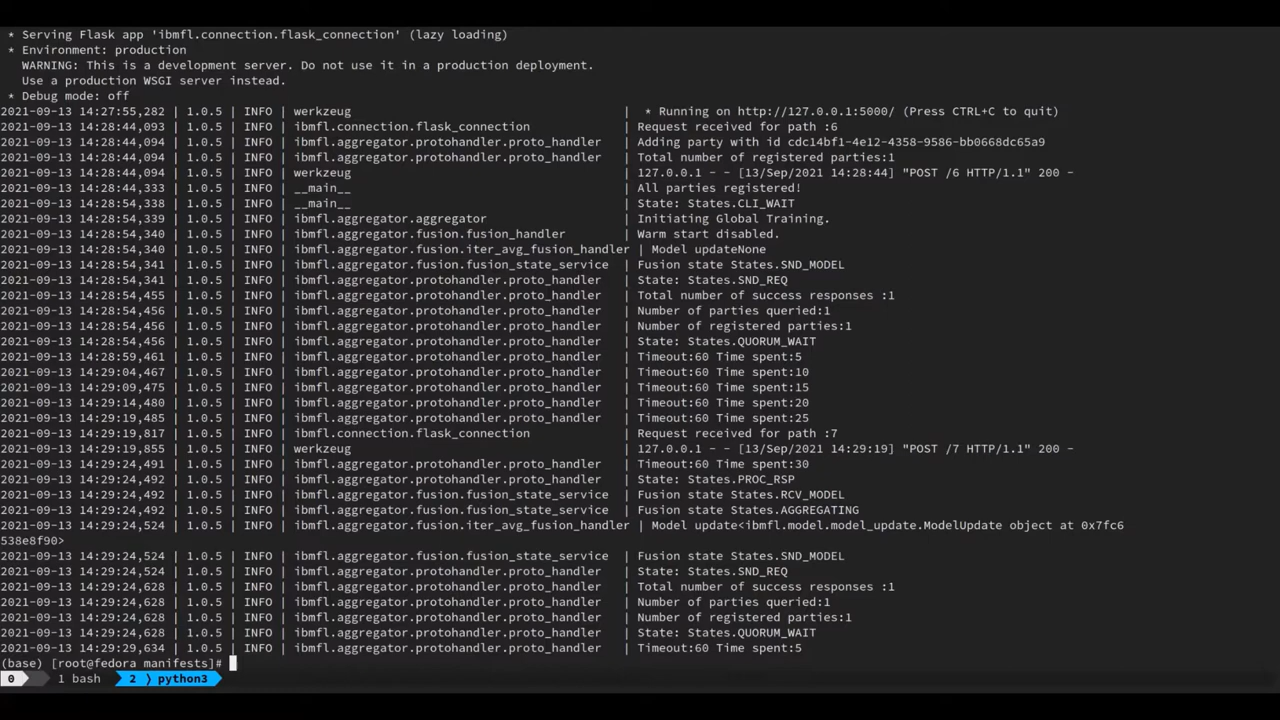 * Serving Flask app 'ibmfl.connection.flask_connection' (lazy loading)
* Environment: production
WARNING: This is a development server. Do not use it in a production deployment.
Use a production WSGI server instead.
* Debug mode: off
2021-09-13 14:27:55,282 | 1.0.5 | INFO | werkzeug | * Running on http://127.0.0.1:5000/ (Press CTRL+C to quit)
2021-09-13 14:28:44,093 | 1.0.5 | INFO | ibmfl.connection.flask_connection | Request received for path :6
2021-09-13 14:28:44,094 | 1.0.5 | INFO | ibmfl.aggregator.protohandler.proto_handler | Adding party with id cdc14bf1-4e12-4358-9586-bb0668dc65a9
2021-09-13 14:28:44,094 | 1.0.5 | INFO | ibmfl.aggregator.protohandler.proto_handler | Total number of registered parties:1
2021-09-13 14:28:44,094 | 1.0.5 | INFO | werkzeug | 127.0.0.1 - - [13/Sep/2021 14:28:44] "POST /6 HTTP/1.1" 200 -
2021-09-13 14:28:44,333 | 1.0.5 | INFO | __main__ | All parties registered!
2021-09-13 14:28:54,338 | 1.0.5 | INFO | __main__ | State: States.CLI_WAIT
2021-09-13 14:28:54,339 | 1.0.5 | INFO | ibmfl.aggregator.aggregator | Initiating Global Training.
2021-09-13 14:28:54,340 | 1.0.5 | INFO | ibmfl.aggregator.fusion.fusion_handler | Warm start disabled.
2021-09-13 14:28:54,340 | 1.0.5 | INFO | ibmfl.aggregator.fusion.iter_avg_fusion_handler | Model updateNone
2021-09-13 14:28:54,341 | 1.0.5 | INFO | ibmfl.aggregator.fusion.fusion_state_service | Fusion state States.SND_MODEL
2021-09-13 14:28:54,341 | 1.0.5 | INFO | ibmfl.aggregator.protohandler.proto_handler | State: States.SND_REQ
2021-09-13 14:28:54,455 | 1.0.5 | INFO | ibmfl.aggregator.protohandler.proto_handler | Total number of success responses :1
2021-09-13 14:28:54,456 | 1.0.5 | INFO | ibmfl.aggregator.protohandler.proto_handler | Number of parties queried:1
2021-09-13 14:28:54,456 | 1.0.5 | INFO | ibmfl.aggregator.protohandler.proto_handler | Number of registered parties:1
2021-09-13 14:28:54,456 | 1.0.5 | INFO | ibmfl.aggregator.protohandler.proto_handler | State: States.QUORUM_WAIT
2021-09-13 14:28:59,461 | 1.0.5 | INFO | ibmfl.aggregator.protohandler.proto_handler | Timeout:60 Time spent:5
2021-09-13 14:29:04,467 | 1.0.5 | INFO | ibmfl.aggregator.protohandler.proto_handler | Timeout:60 Time spent:10
2021-09-13 14:29:09,475 | 1.0.5 | INFO | ibmfl.aggregator.protohandler.proto_handler | Timeout:60 Time spent:15
2021-09-13 14:29:14,480 | 1.0.5 | INFO | ibmfl.aggregator.protohandler.proto_handler | Timeout:60 Time spent:20
2021-09-13 14:29:19,485 | 1.0.5 | INFO | ibmfl.aggregator.protohandler.proto_handler | Timeout:60 Time spent:25
2021-09-13 14:29:19,817 | 1.0.5 | INFO | ibmfl.connection.flask_connection | Request received for path :7
2021-09-13 14:29:19,855 | 1.0.5 | INFO | werkzeug | 127.0.0.1 - - [13/Sep/2021 14:29:19] "POST /7 HTTP/1.1" 200 -
2021-09-13 14:29:24,491 | 1.0.5 | INFO | ibmfl.aggregator.protohandler.proto_handler | Timeout:60 Time spent:30
2021-09-13 14:29:24,492 | 1.0.5 | INFO | ibmfl.aggregator.protohandler.proto_handler | State: States.PROC_RSP
2021-09-13 14:29:24,492 | 1.0.5 | INFO | ibmfl.aggregator.fusion.fusion_state_service | Fusion state States.RCV_MODEL
2021-09-13 14:29:24,492 | 1.0.5 | INFO | ibmfl.aggregator.fusion.fusion_state_service | Fusion state States.AGGREGATING
2021-09-13 14:29:24,524 | 1.0.5 | INFO | ibmfl.aggregator.fusion.iter_avg_fusion_handler | Model update<ibmfl.model.model_update.ModelUpdate object at 0x7fc6
538e8f90>
2021-09-13 14:29:24,524 | 1.0.5 | INFO | ibmfl.aggregator.fusion.fusion_state_service | Fusion state States.SND_MODEL
2021-09-13 14:29:24,524 | 1.0.5 | INFO | ibmfl.aggregator.protohandler.proto_handler | State: States.SND_REQ
2021-09-13 14:29:24,628 | 1.0.5 | INFO | ibmfl.aggregator.protohandler.proto_handler | Total number of success responses :1
2021-09-13 14:29:24,628 | 1.0.5 | INFO | ibmfl.aggregator.protohandler.proto_handler | Number of parties queried:1
2021-09-13 14:29:24,628 | 1.0.5 | INFO | ibmfl.aggregator.protohandler.proto_handler | Number of registered parties:1
2021-09-13 14:29:24,628 | 1.0.5 | INFO | ibmfl.aggregator.protohandler.proto_handler | State: States.QUORUM_WAIT
2021-09-13 14:29:29,634 | 1.0.5 | INFO | ibmfl.aggregator.protohandler.proto_handler | Timeout:60 Time spent:5
(base) [root@fedora manifests]#
0 1 bash 2 ) python3